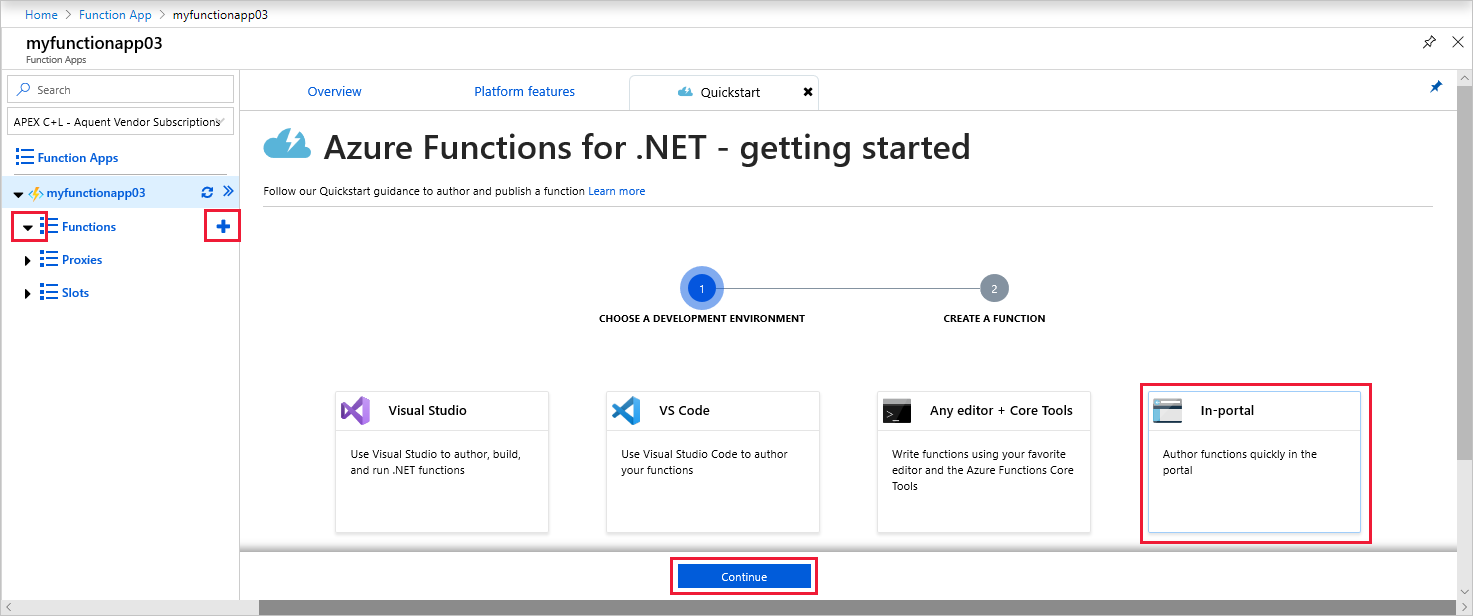 Home > Function App > myfunctionapp03
myfunctionapp03
Function Apps
Search
APEX C+L - Aquent Vendor Subscriptions
Function Apps
myfunctionapp03
Functions
Proxies
Slots
Overview
Platform features
Quickstart
Azure Functions for .NET - getting started
Follow our Quickstart guidance to author and publish a function Learn more
1
2
CHOOSE A DEVELOPMENT ENVIRONMENT
CREATE A FUNCTION
Visual Studio
Use Visual Studio to author, build,
and run .NET functions
VS Code
Use Visual Studio Code to author
your functions
Any editor + Core Tools
Write functions using your favorite
editor and the Azure Functions Core
Tools
In-portal
Author functions quickly in the
portal
Continue